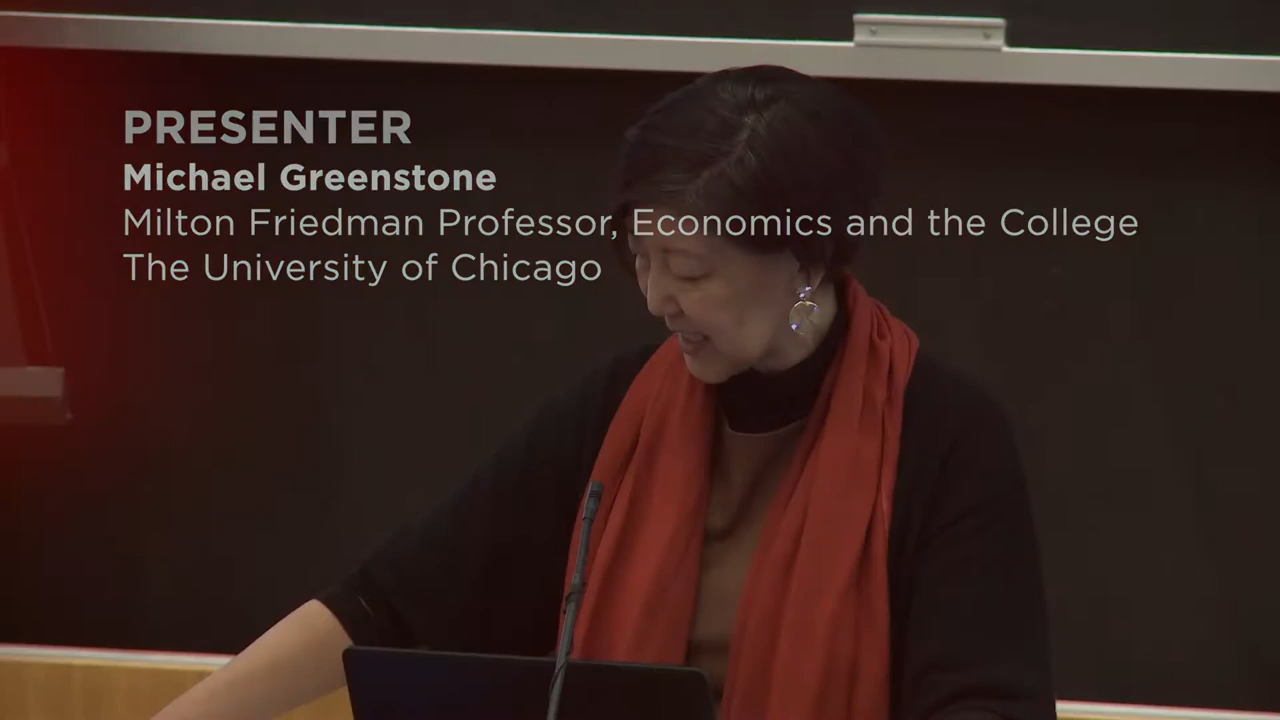 PRESENTER
Michael Greenstone
Milton Friedman Professor, Economics and the College
The University of Chicago